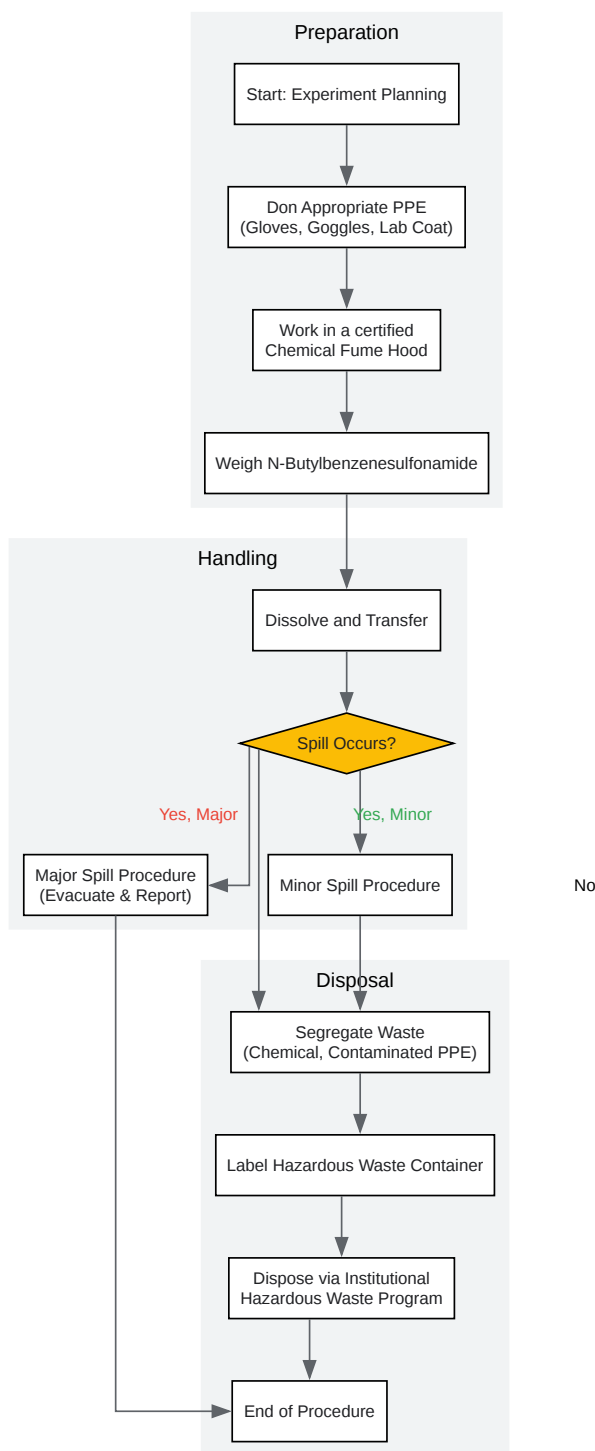 Preparation
Start: Experiment Planning
Don Appropriate PPE
(Gloves, Goggles, Lab Coat)
Work in a certified
Chemical Fume Hood
Weigh N-Butylbenzenesulfonamide
Handling
Dissolve and Transfer
Spill Occurs?
Yes, Major
Yes, Minor
Major Spill Procedure
(Evacuate & Report)
Minor Spill Procedure
No
Disposal
Segregate Waste
(Chemical, Contaminated PPE)
Label Hazardous Waste Container
Dispose via Institutional
Hazardous Waste Program
End of Procedure